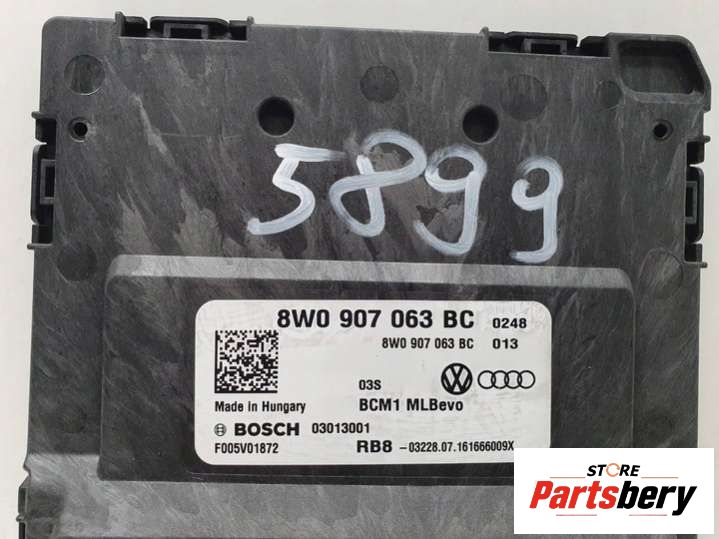 5899
8W0 907 063 BC 0248
8W0 907 063 BC 013
03S
Made in Hungary BCM1 MLBevo
BOSCH 03013001
F005V01872 RB8 -03228.07.161666009X
STORE
Partsbery